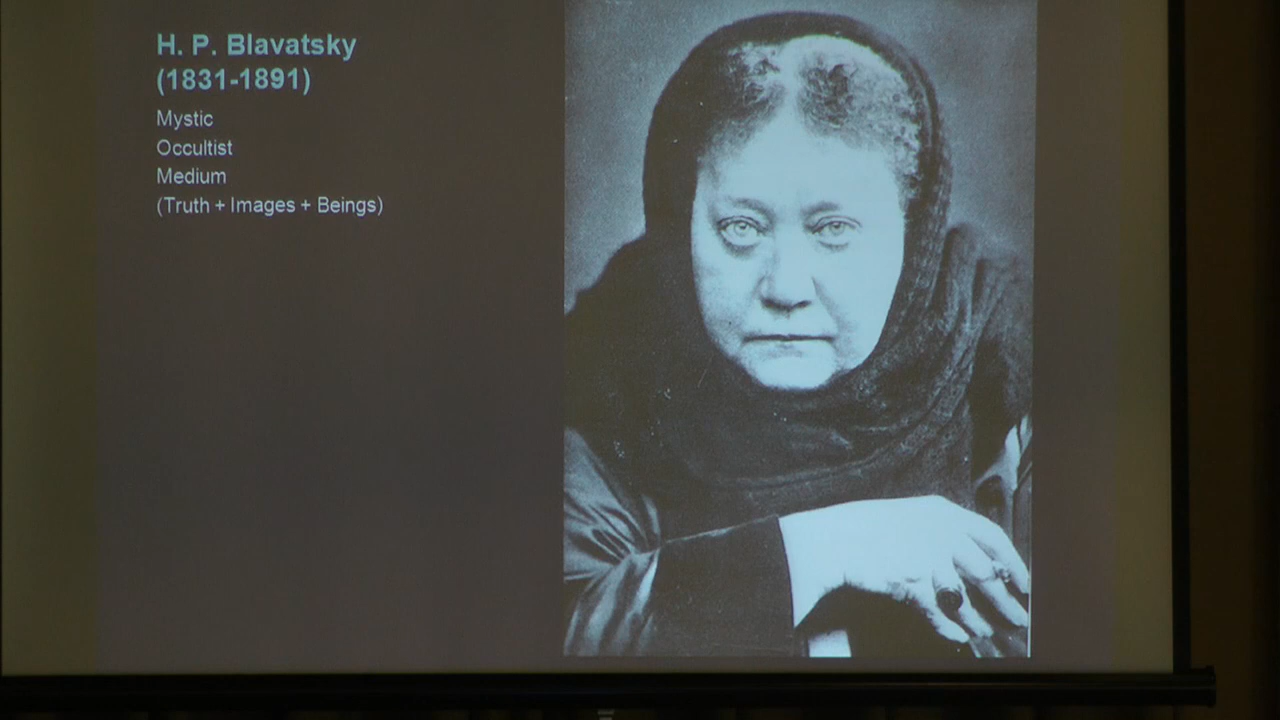 H. P. Blavatsky
(1831-1891)
Mystic
Occultist
Medium
(Truth + Images + Beings)